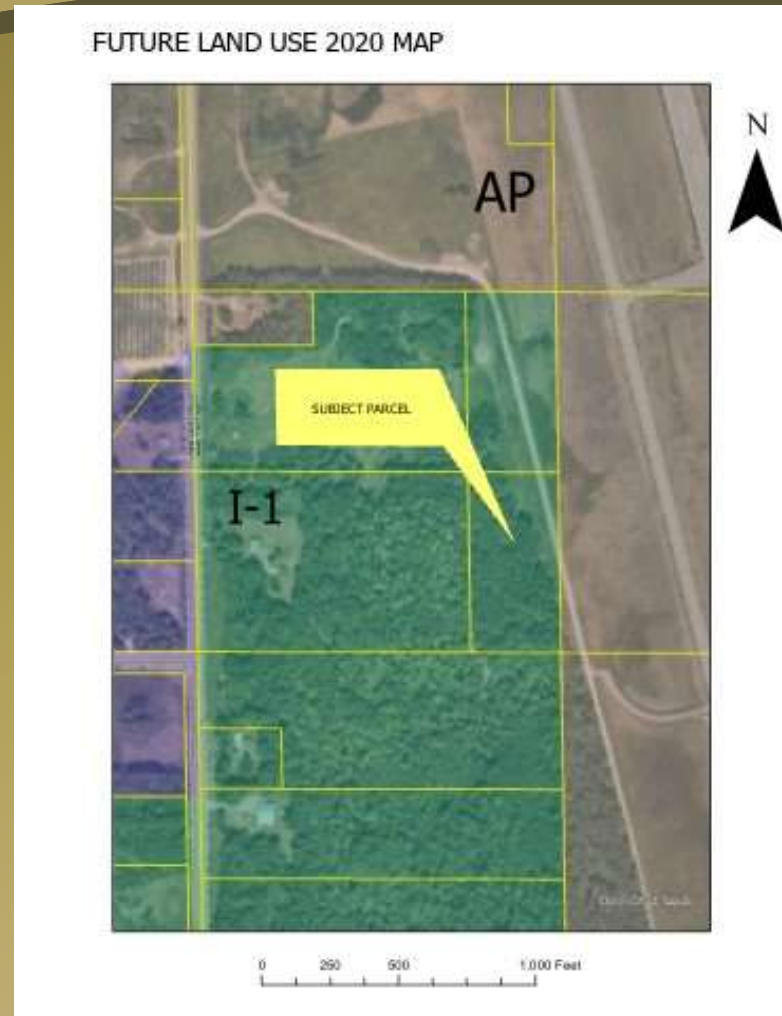 FUTURE LAND USE 2020 MAP
N
AP
SUBJECT PARCEL
I-1
0 250 500 1,000 Feet